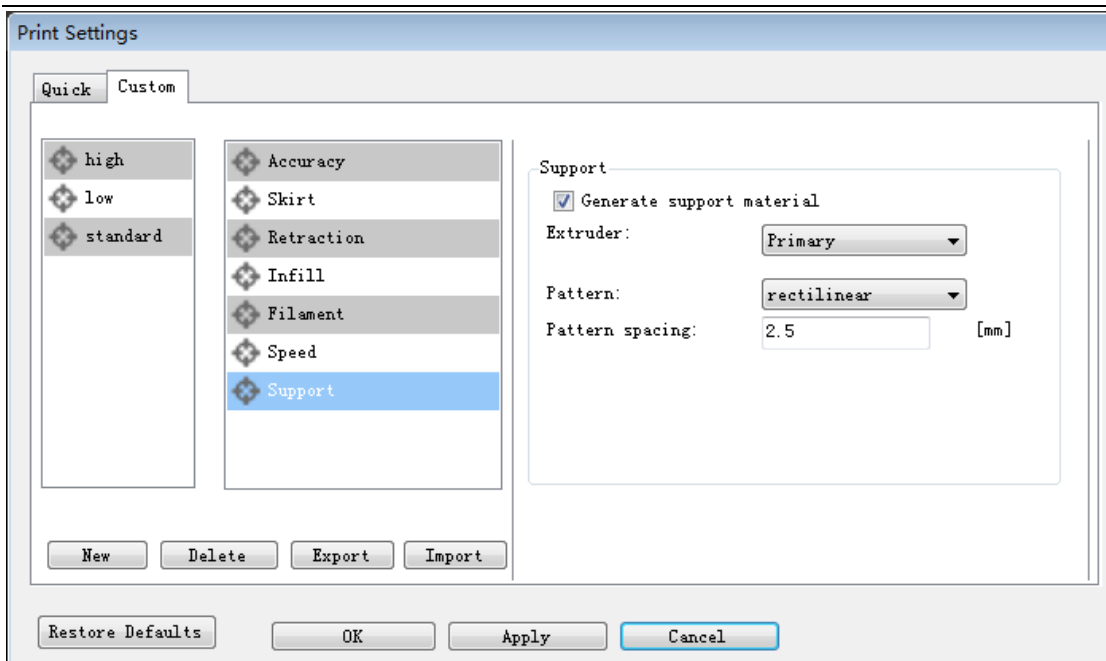 Print Settings
Quick Custom
high
low
standard
Accuracy
Skirt
Retraction
Infill
Filament
Speed
Support
Support
Generate support material
Extruder: Primary
Pattern: rectilinear
Pattern spacing: 2.5 [mm]
New Delete Export Import
Restore Defaults OK Apply Cancel